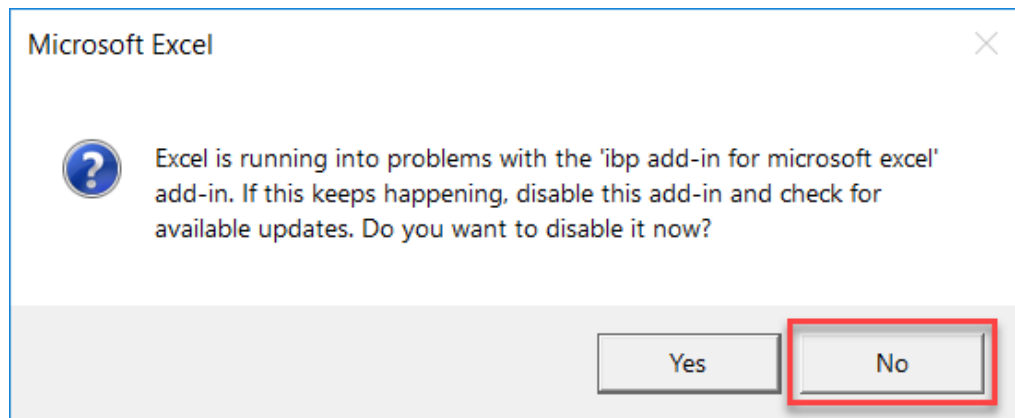 Microsoft Excel
Excel is running into problems with the 'ibp add-in for microsoft excel'
add-in. If this keeps happening, disable this add-in and check for
available updates. Do you want to disable it now?
Yes
No